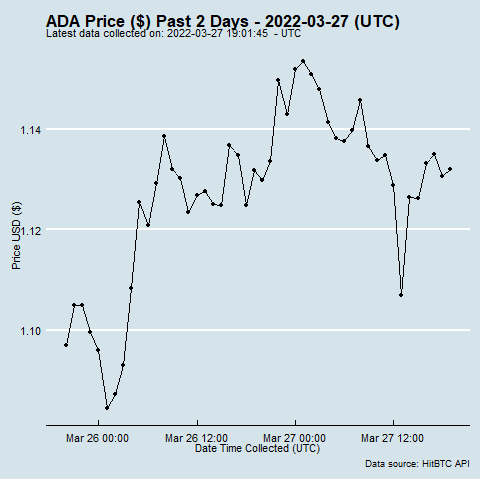 ADA Price ($) Past 2 Days - 2022-03-27 (UTC)
Latest data collected on: 2022-03-27 19:01:45 - UTC
1.14
1.12
1.10
Price USD ($)
Mar 26 00:00 Mar 26 12:00 Mar 27 00:00 Mar 27 12:00
Date Time Collected (UTC)
Data source: HitBTC API